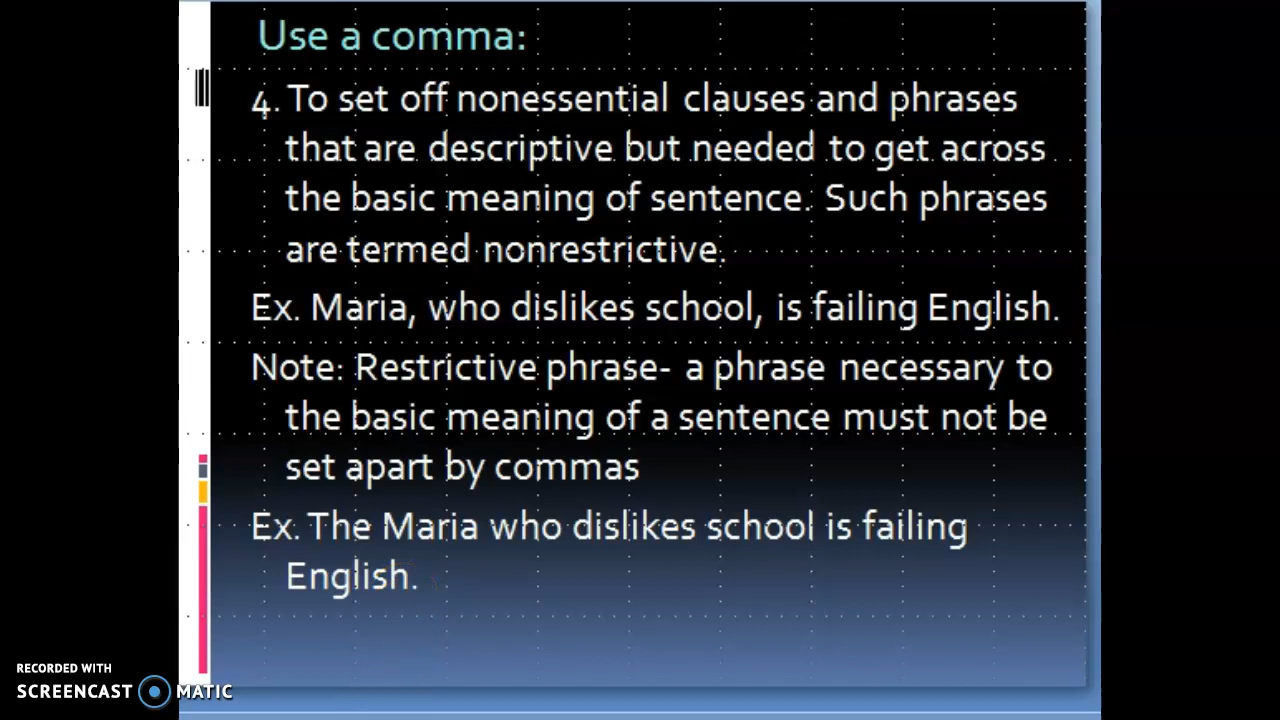 Use a comma:
4. To set off nonessential clauses and phrases
that are descriptive but needed to get across
the basic meaning of sentence. Such phrases
are termed nonrestrictive.
Ex. Maria, who dislikes school, is failing English.
Note: Restrictive phrase- a phrase necessary to
the basic meaning of a sentence must not be
set apart by commas
Ex. The Maria who dislikes school is failing
English.
RECORDED WITH
SCREENCAST MATIC